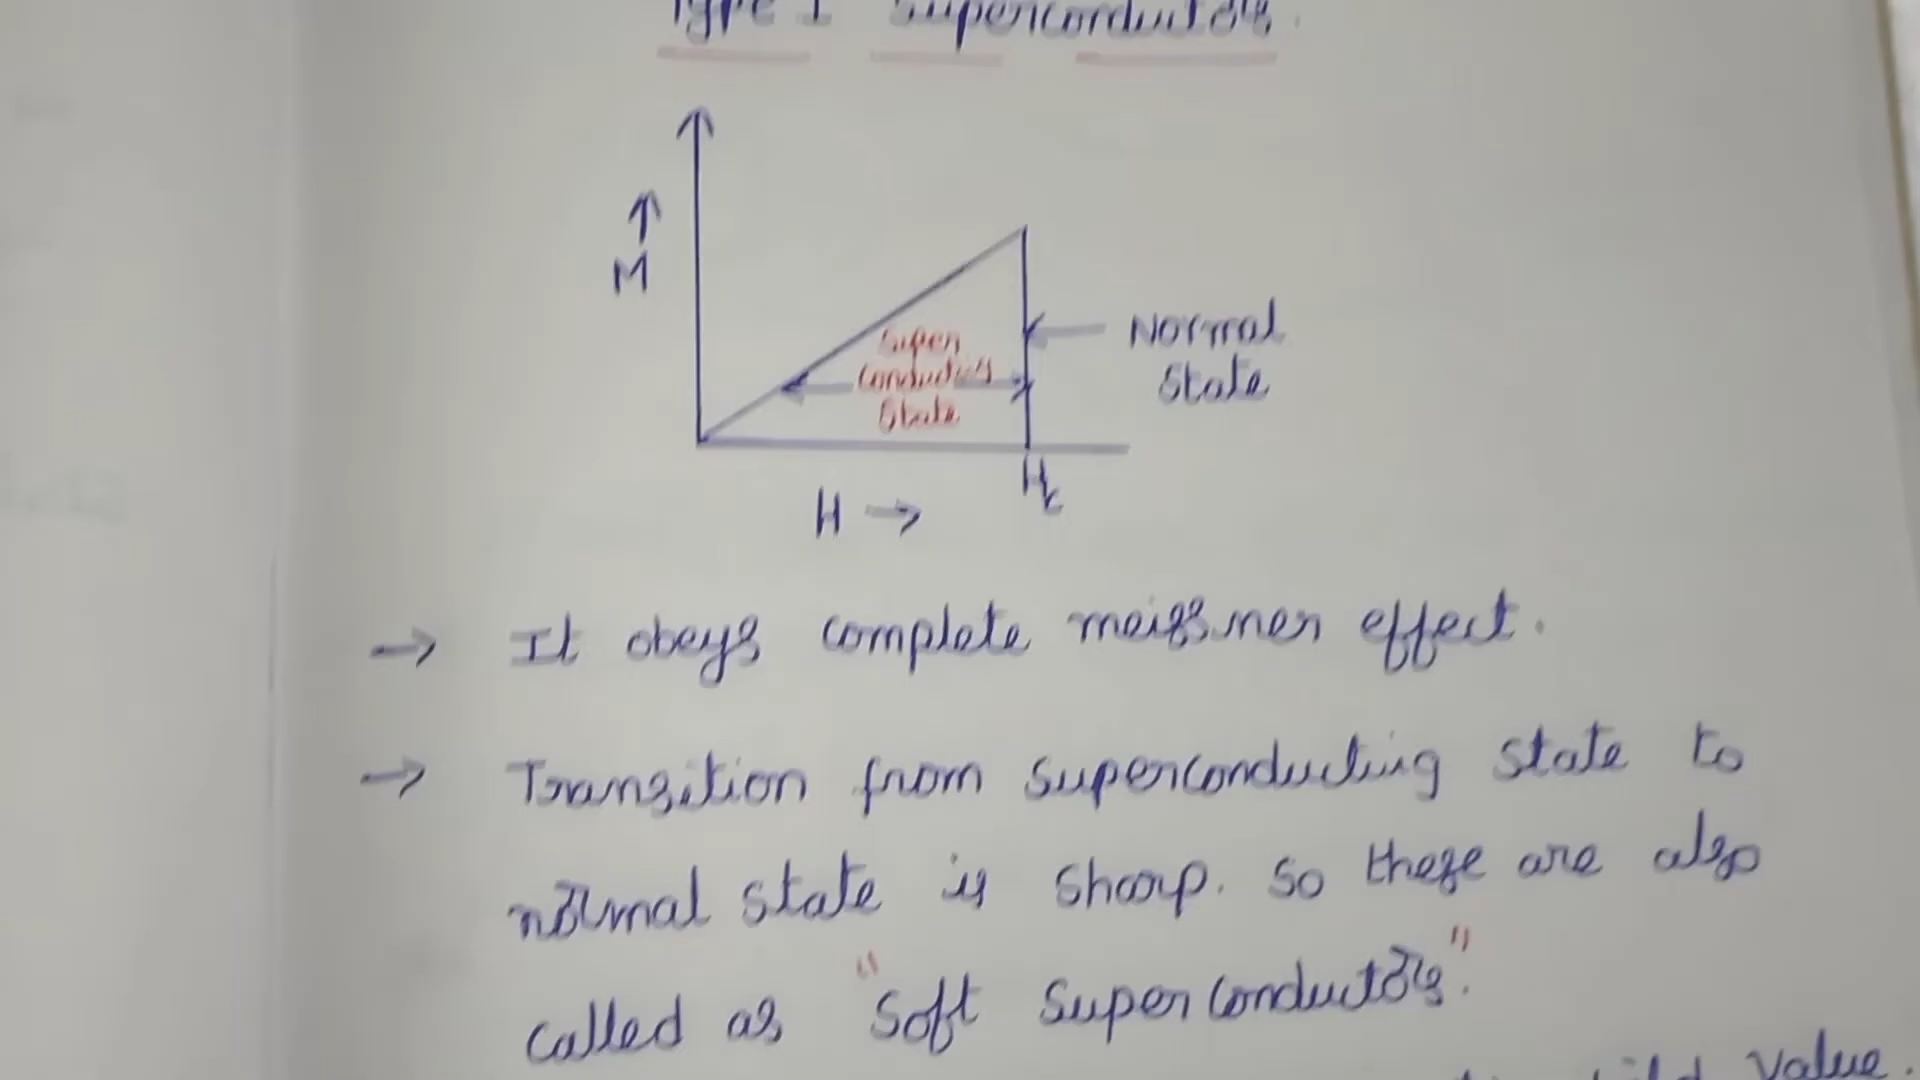 Type I Superconductors.
↑
M
Super
Conducting
State
Normal
State
Hc
H →
→ It obeys complete meissner effect.
→ Transition from superconducting state to
normal state is sharp. So these are also
called as "Soft Superconductors".
value.